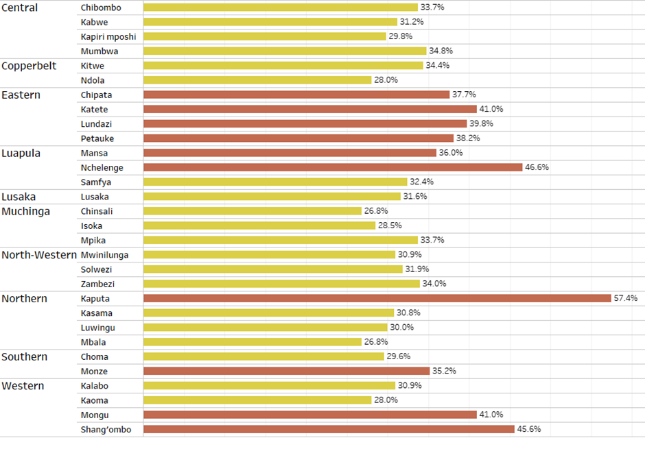 Central Chibombo 33.7%
Kabwe 31.2%
Kapiri mposhi 29.8%
Mumbwa 34.8%
Copperbelt Kitwe 34.4%
Ndola 28.0%
Eastern Chipata 37.7%
Katete 41.0%
Lundazi 39.8%
Petauke 38.2%
Luapula Mansa 36.0%
Nchelenge 46.6%
Samfya 32.4%
Lusaka Lusaka 31.6%
Muchinga Chinsali 26.8%
Isoka 28.5%
Mpika 33.7%
North-Western Mwinilunga 30.9%
Solwezi 31.9%
Zambezi 34.0%
Northern Kaputa 57.4%
Kasama 30.8%
Luwingu 30.0%
Mbala 26.8%
Southern Choma 29.6%
Monze 35.2%
Western Kalabo 30.9%
Kaoma 28.0%
Mongu 41.0%
Shang'ombo 45.6%